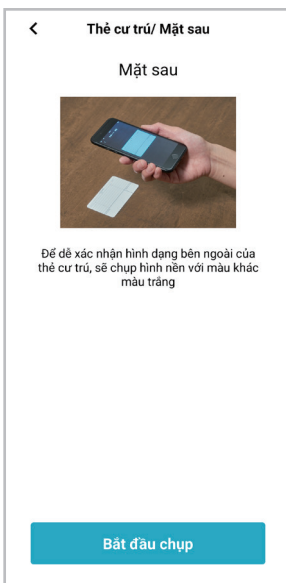 Thẻ cư trú/ Mặt sau
Mặt sau
Để dễ xác nhận hình dạng bên ngoài của
thẻ cư trú, sẽ chụp hình nền với màu khác
màu trắng
Bắt đầu chụp